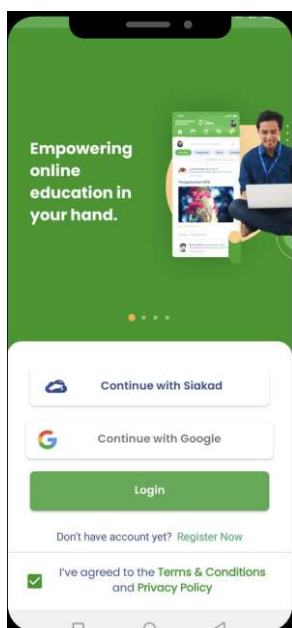 Empowering
online
education in
your hand.
Continue with Siakad
Continue with Google
Login
Don't have account yet? Register Now
I've agreed to the Terms & Conditions
and Privacy Policy